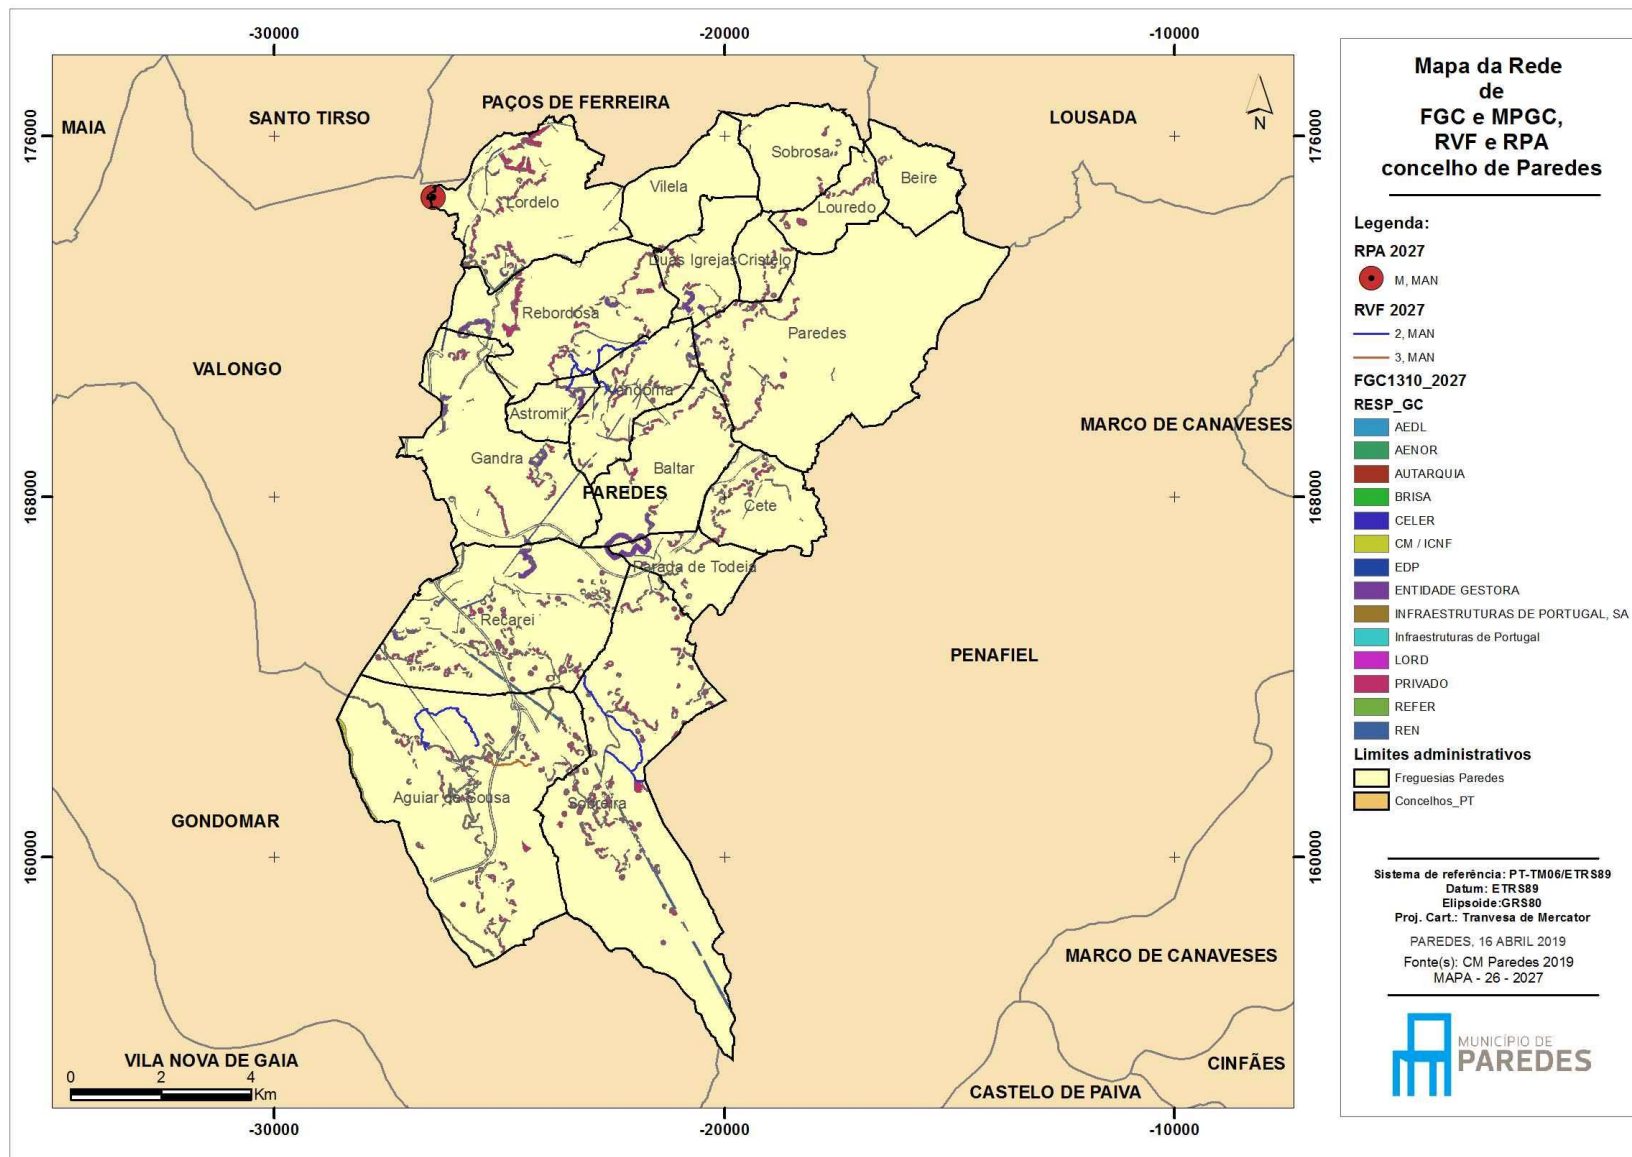 -30000
-20000
-10000
176000
168000
160000
176000
168000
160000
-30000
-20000
-10000
MAIA
SANTO TIRSO
PAÇOS DE FERREIRA
LOUSADA
VALONGO
MARCO DE CANAVESES
PAREDES
PENAFIEL
GONDOMAR
MARCO DE CANAVESES
VILA NOVA DE GAIA
CINFÃES
CASTELO DE PAIVA
Sobrosa
Beire
Vilela
Lordelo
Louredo
Duas Igrejas
Cristelo
Rebordosa
Paredes
Vandoma
Astromil
Gandra
Baltar
Cete
Parada de Todeia
Recarei
Aguiar de Sousa
Sobreira
N
0 2 4
Km
Mapa da Rede
de
FGC e MPGC,
RVF e RPA
concelho de Paredes
Legenda:
RPA 2027
M, MAN
RVF 2027
2, MAN
3, MAN
FGC1310_2027
RESP_GC
AEDL
AENOR
AUTARQUIA
BRISA
CELER
CM / ICNF
EDP
ENTIDADE GESTORA
INFRAESTRUTURAS DE PORTUGAL, SA
Infraestruturas de Portugal
LORD
PRIVADO
REFER
REN
Limites administrativos
Freguesias Paredes
Concelhos_PT
Sistema de referência: PT-TM06/ETRS89
Datum: ETRS89
Elipsoide:GRS80
Proj. Cart.: Tranvesa de Mercator
PAREDES, 16 ABRIL 2019
Fonte(s): CM Paredes 2019
MAPA - 26 - 2027
MUNICÍPIO DE
PAREDES